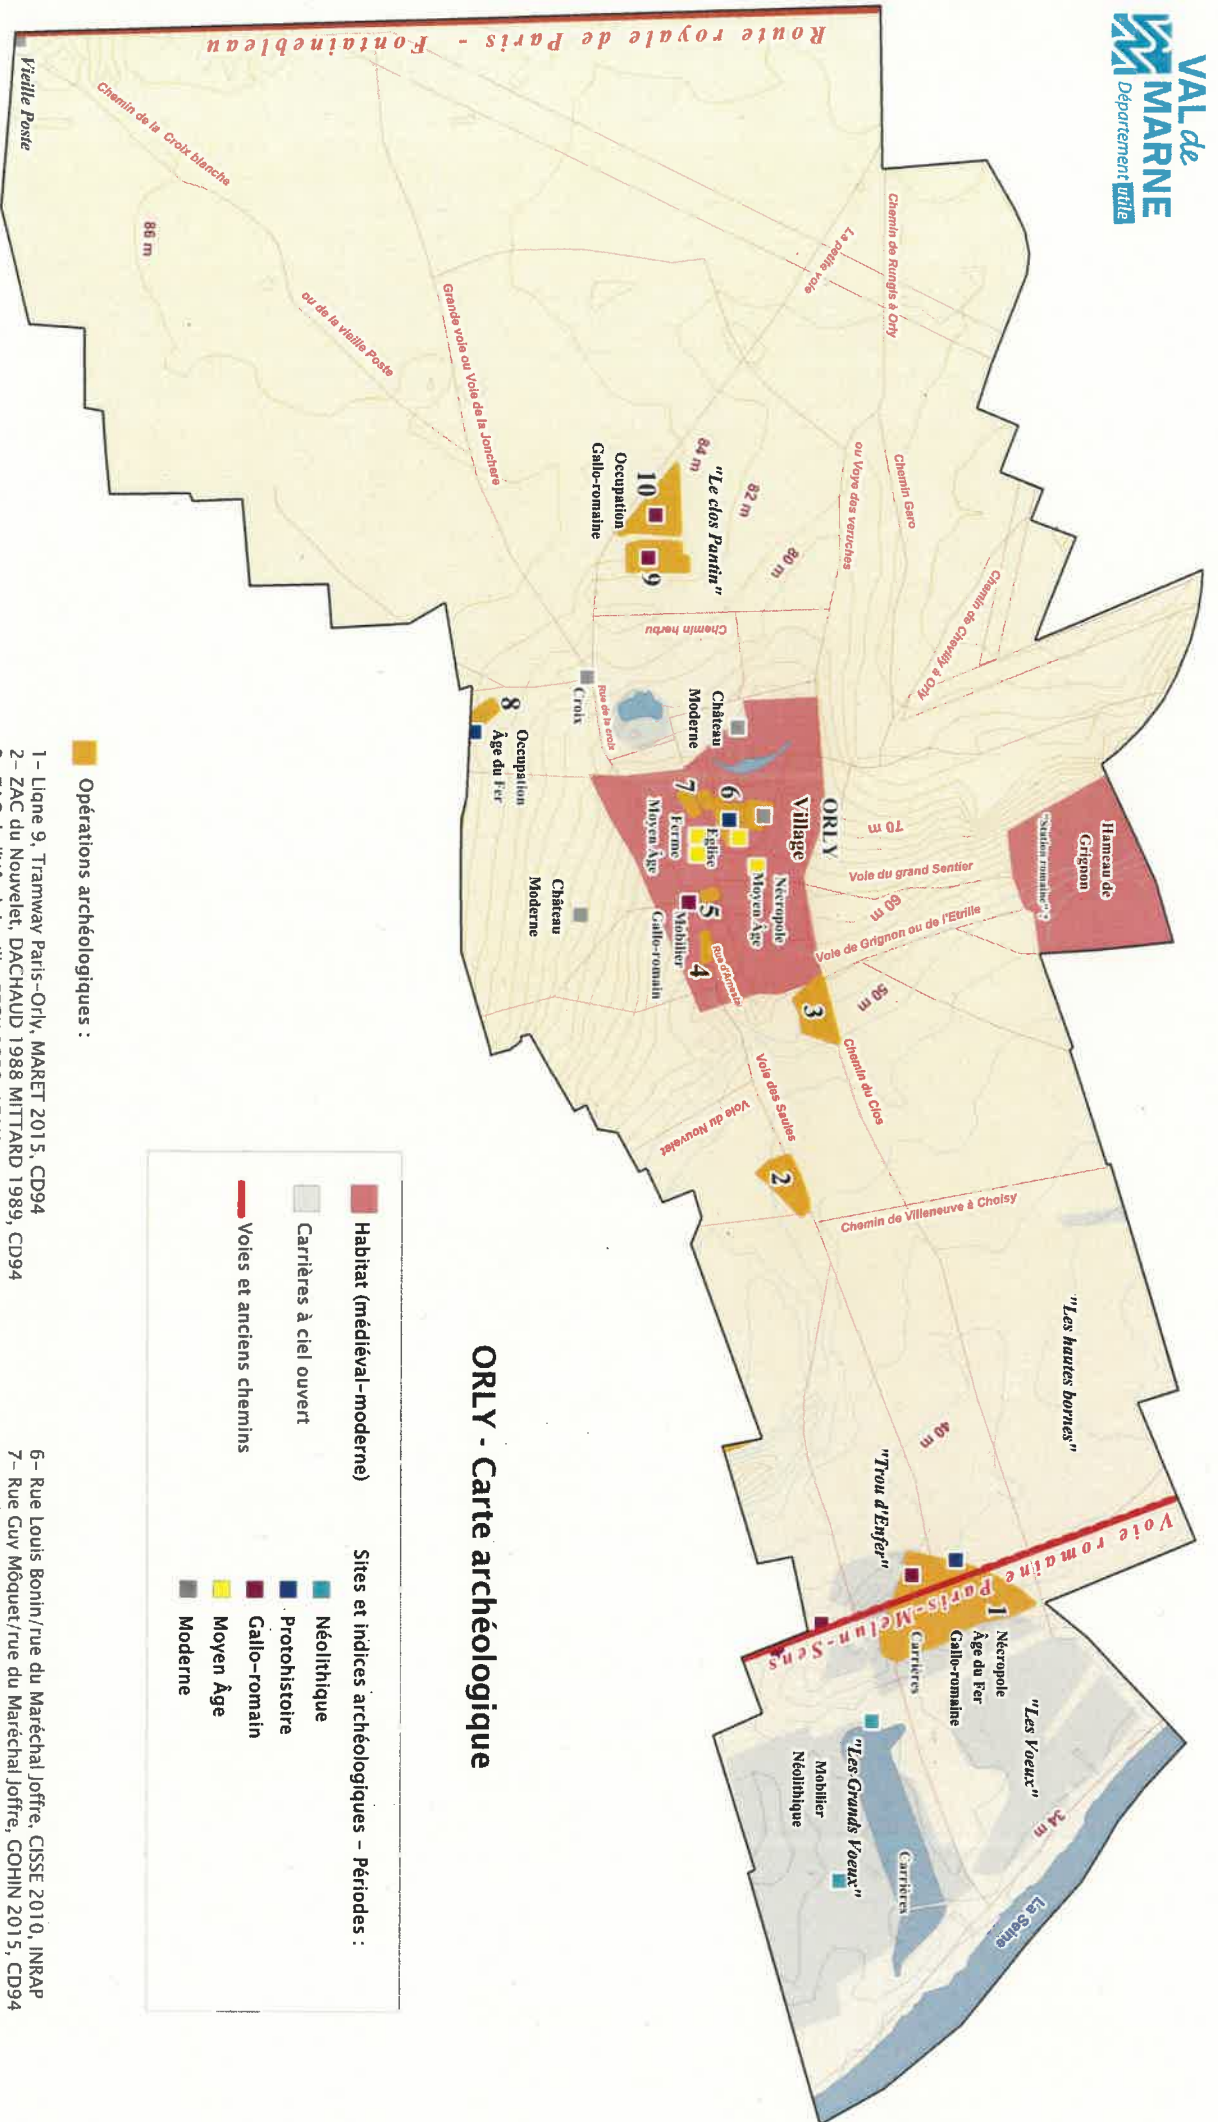 VAL de
MARNE
Département utile
Route royale de Paris - Fontainebleau
Vieille Poste
Chemin de la Croix blanche
ou de la vieille Poste
86 m
Grande voie ou Voie de la Jonchere
La petite voie
Chemin de Rungis à Orly
ou Voye des veruches
Chemin Garo
Chemin de Chevilly à Orly
84 m
82 m
80 m
"Le clos Pantin"
10
Occupation
Gallo-romaine
9
Chemin herbu
Croix
Rue de la croix
Château
Moderne
8
Occupation
Âge du Fer
ORLY
Village
7
6
Eglise
Ferme
Moyen Âge
Nécropole
Moyen Âge
5
Mobilier
Gallo-romain
4
Rue d'Amestal
Château
Moderne
70 m
Hameau de
Grignon
"Station romaine" ?
Voie du grand Sentier
60 m
Voie de Grignon ou de l'Etrille
50 m
3
Chemin du Clos
Voie des Saules
Voie du Nouvelet
2
Chemin de Villeneuve à Choisy
"Les hautes bornes"
40 m
"Trou d'Enfer"
Voie romaine Paris-Melun-Sens
1
Nécropole
Âge du Fer
Gallo-romaine
Carrières
"Les Voeux"
34 m
"Les Grands Voeux"
Mobilier
Néolithique
Carrières
La Seine
ORLY - Carte archéologique
Habitat (médiéval-moderne)
Carrières à ciel ouvert
Voies et anciens chemins
Sites et indices archéologiques - Périodes :
Néolithique
Protohistoire
Gallo-romain
Moyen Âge
Moderne
Opérations archéologiques :
1- Ligne 9, Tramway Paris-Orly, MARET 2015, CD94
2- ZAC du Nouvelet, DACHAUD 1988 MITTARD 1989, CD94
6- Rue Louis Bonin/rue du Maréchal Joffre, CISSE 2010, INRAP
7- Rue Guy Môquet/rue du Maréchal Joffre, GOHIN 2015, CD94